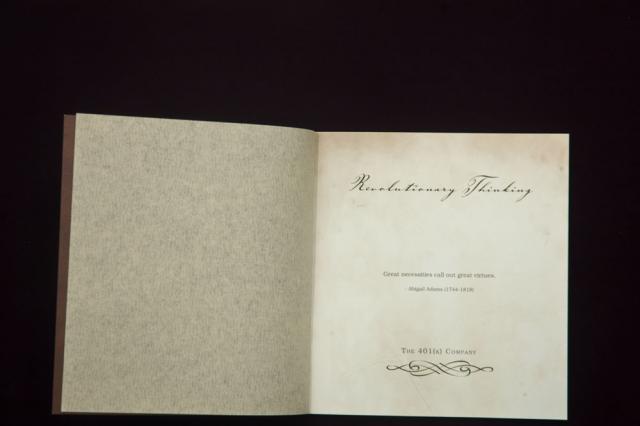 Revolutionary Thinking
Great necessities call out great virtues.
- Abigail Adams (1744-1818)
The 401(k) Company